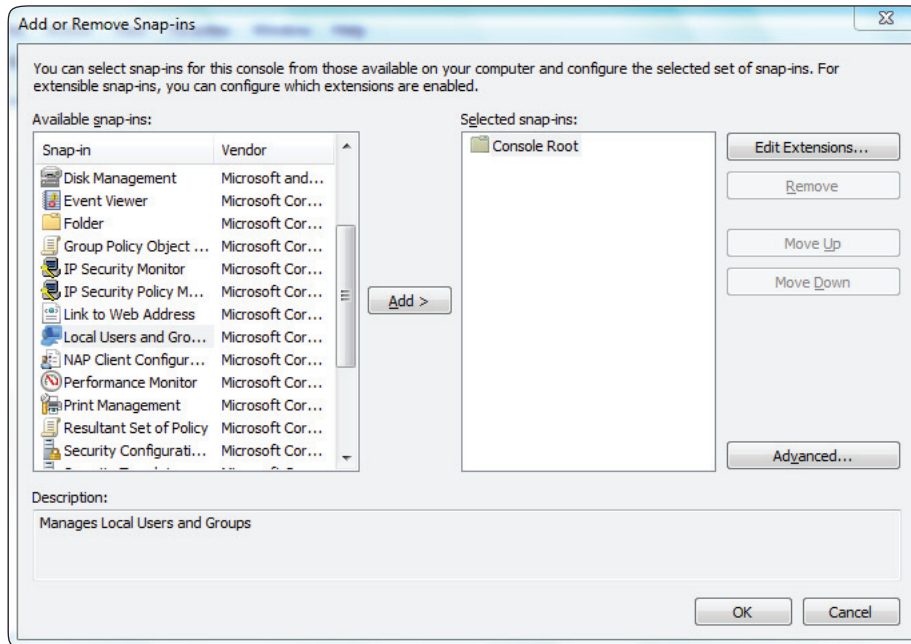 Add or Remove Snap-ins
Window Help
You can select snap-ins for this console from those available on your computer and configure the selected set of snap-ins. For
extensible snap-ins, you can configure which extensions are enabled.
Available snap-ins:
Selected snap-ins:
Snap-in Vendor
Console Root
Edit Extensions...
Disk Management Microsoft and...
Remove
Event Viewer Microsoft Cor...
Folder Microsoft Cor...
Group Policy Object ... Microsoft Cor...
Move Up
IP Security Monitor Microsoft Cor...
Move Down
IP Security Policy M... Microsoft Cor...
Add >
Link to Web Address Microsoft Cor...
Local Users and Gro... Microsoft Cor...
NAP Client Configur... Microsoft Cor...
Performance Monitor Microsoft Cor...
Print Management Microsoft Cor...
Resultant Set of Policy Microsoft Cor...
Security Configurati... Microsoft Cor...
Advanced...
Description:
Manages Local Users and Groups
OK Cancel